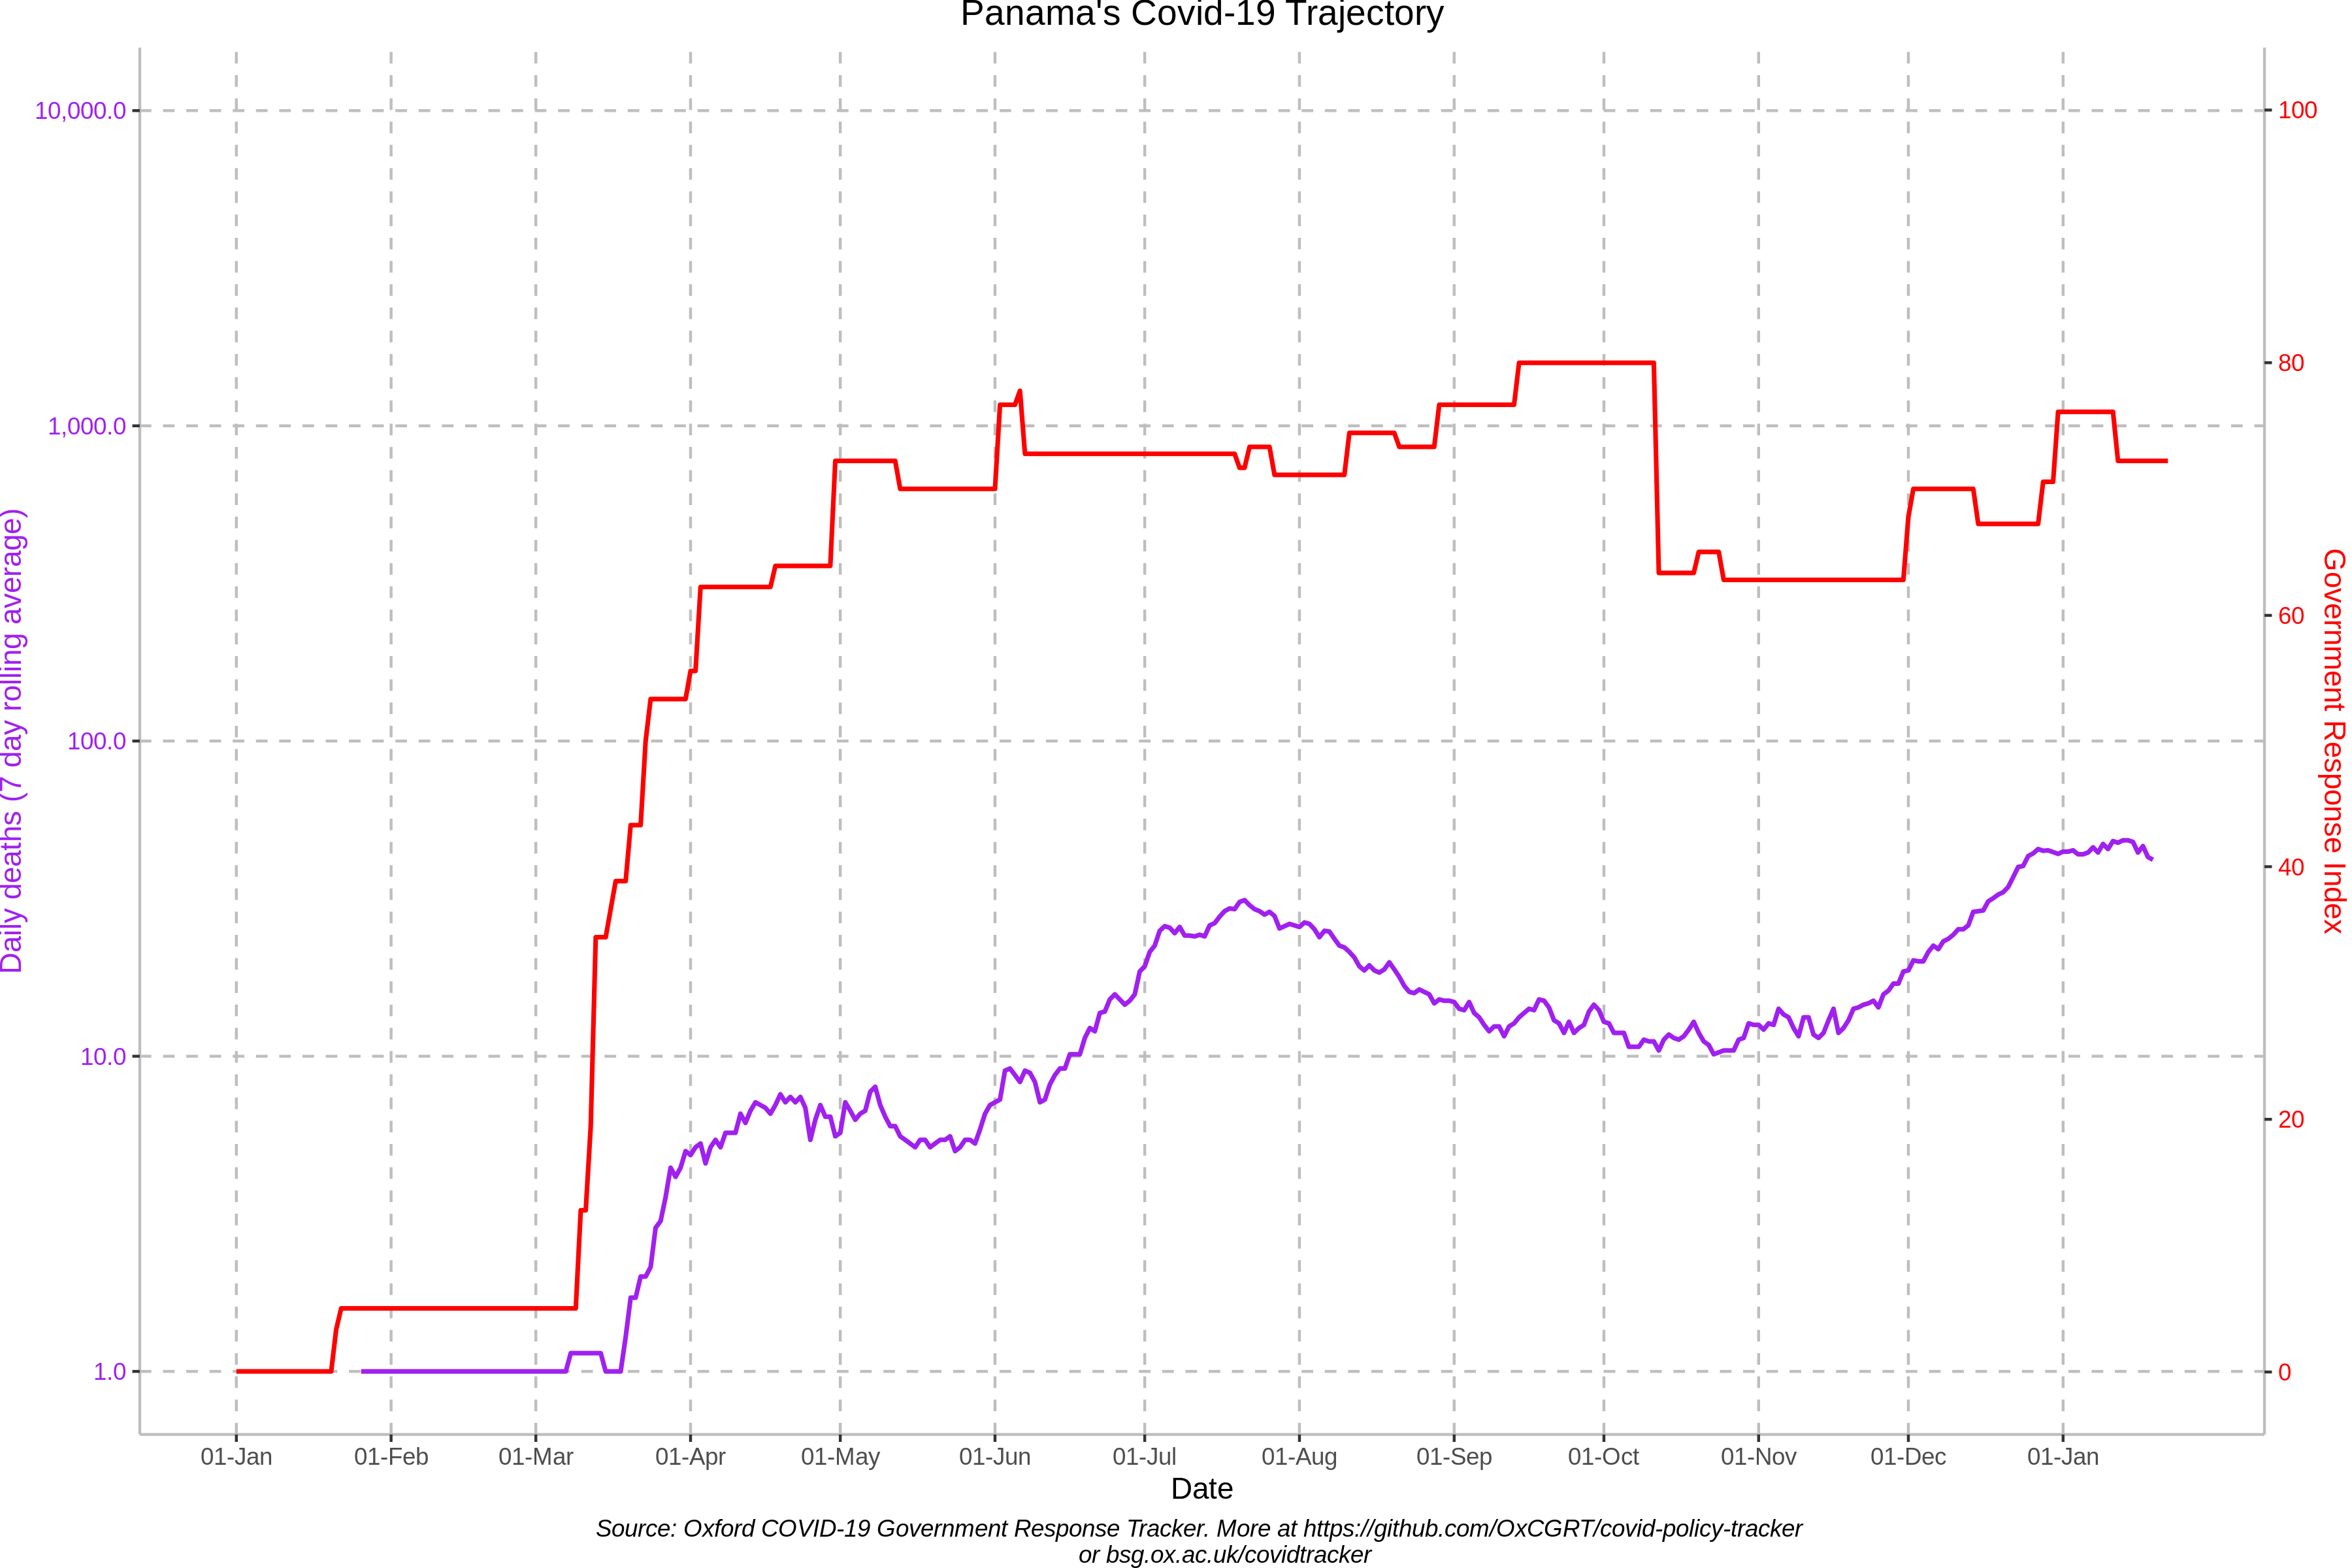 Panama's Covid-19 Trajectory
10,000.0
1,000.0
100.0
10.0
1.0
Daily deaths (7 day rolling average)
100
80
60
40
20
0
Government Response Index
01-Jan 01-Feb 01-Mar 01-Apr 01-May 01-Jun 01-Jul 01-Aug 01-Sep 01-Oct 01-Nov 01-Dec 01-Jan
Date
Source: Oxford COVID-19 Government Response Tracker. More at https://github.com/OxCGRT/covid-policy-tracker
or bsg.ox.ac.uk/covidtracker